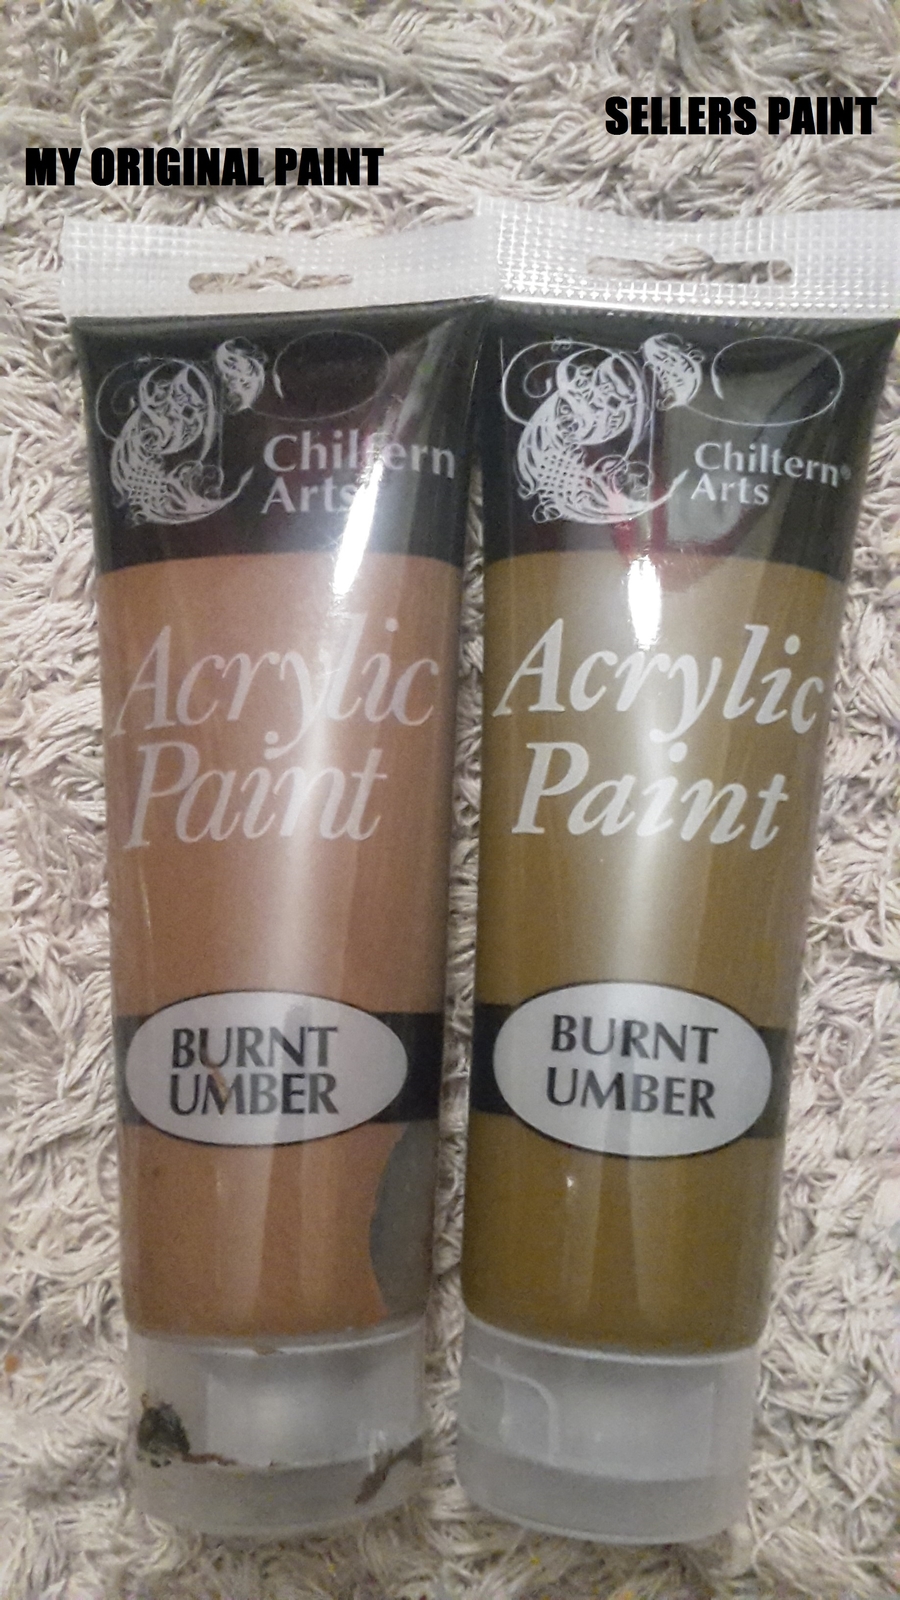 SELLERS PAINT
MY ORIGINAL PAINT
Chiltern
Arts
Acrylic
Paint
BURNT
UMBER
Chiltern®
Arts
Acrylic
Paint
BURNT
UMBER